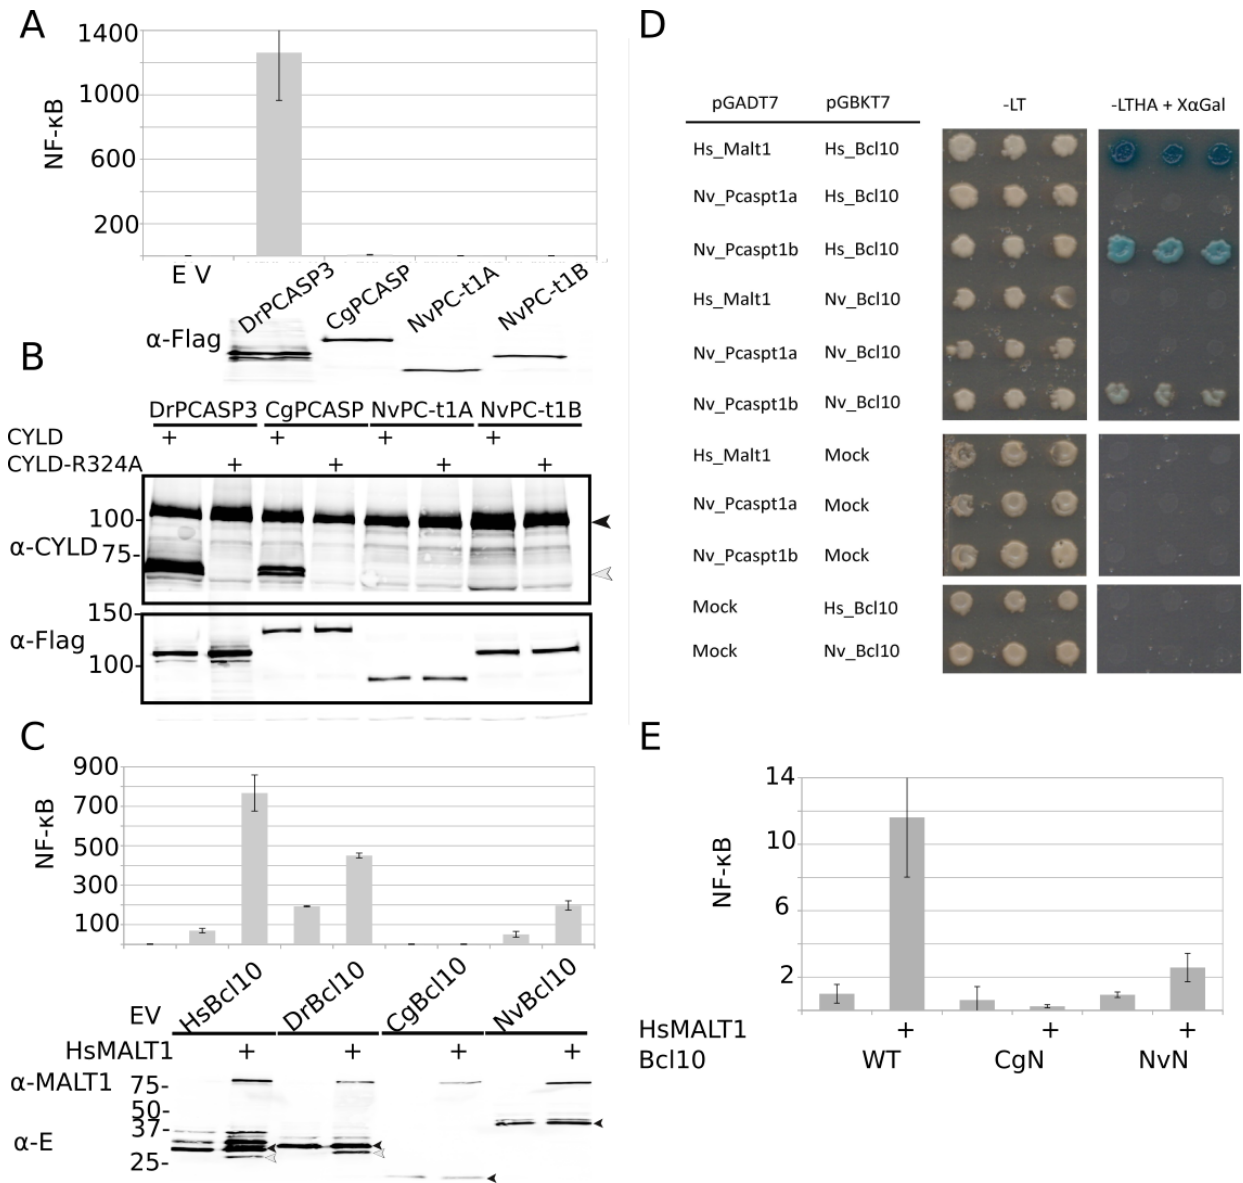 A
1400
1000
600
200
NF-κB
E V
DrPCASP3
CgPCASP
NvPC-t1A
NvPC-t1B
α-Flag
B
DrPCASP3 CgPCASP NvPC-t1A NvPC-t1B
CYLD + + + +
CYLD-R324A + + + +
100-
α-CYLD 75-
150-
α-Flag
100-
C
900
700
500
300
100
NF-κB
EV
HsBcl10
DrBcl10
CgBcl10
NvBcl10
HsMALT1 + + + +
α-MALT1 75-
50-
37-
α-E
25-
D
pGADT7 pGBKT7 -LT -LTHA + XαGal
Hs_Malt1 Hs_Bcl10
Nv_Pcaspt1a Hs_Bcl10
Nv_Pcaspt1b Hs_Bcl10
Hs_Malt1 Nv_Bcl10
Nv_Pcaspt1a Nv_Bcl10
Nv_Pcaspt1b Nv_Bcl10
Hs_Malt1 Mock
Nv_Pcaspt1a Mock
Nv_Pcaspt1b Mock
Mock Hs_Bcl10
Mock Nv_Bcl10
E
14
10
6
2
NF-κB
HsMALT1 + + +
Bcl10 WT CgN NvN